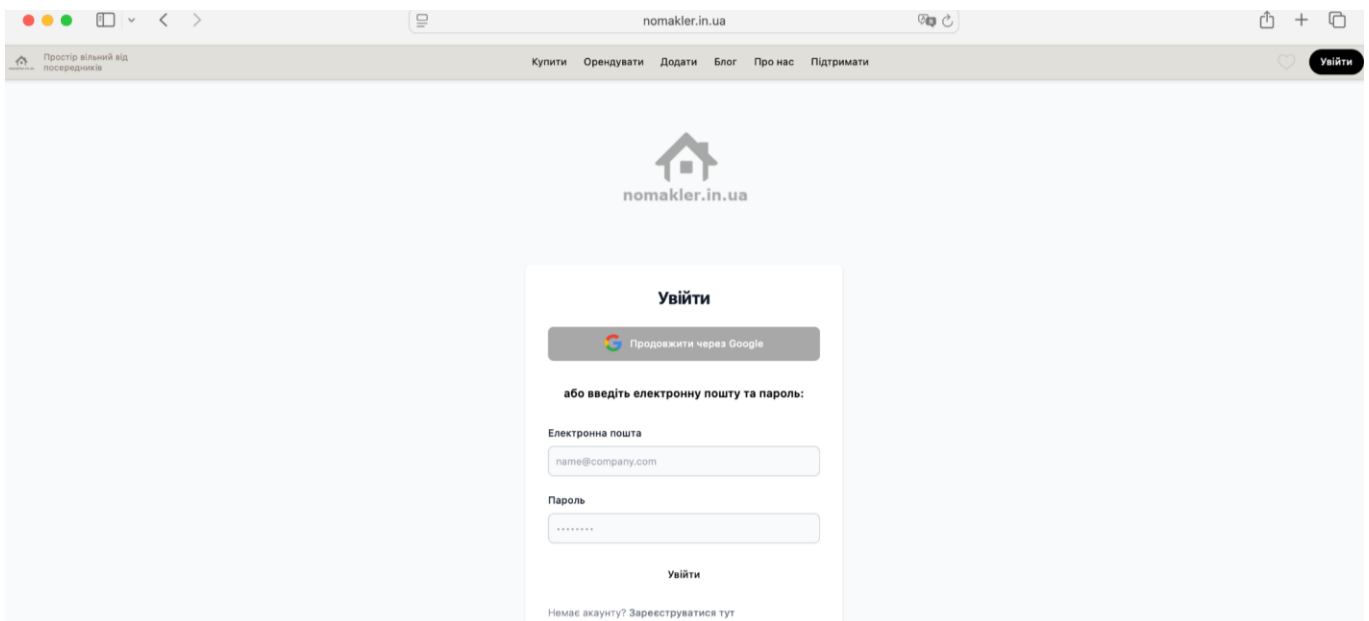 nomakler.in.ua
Простір вільний від
посередників
Купити Орендувати Додати Блог Про нас Підтримати
Увійти
nomakler.in.ua
Увійти
Продовжити через Google
або введіть електронну пошту та пароль:
Електронна пошта
name@company.com
Пароль
••••••••
Увійти
Немає акаунту? Зареєструватися тут